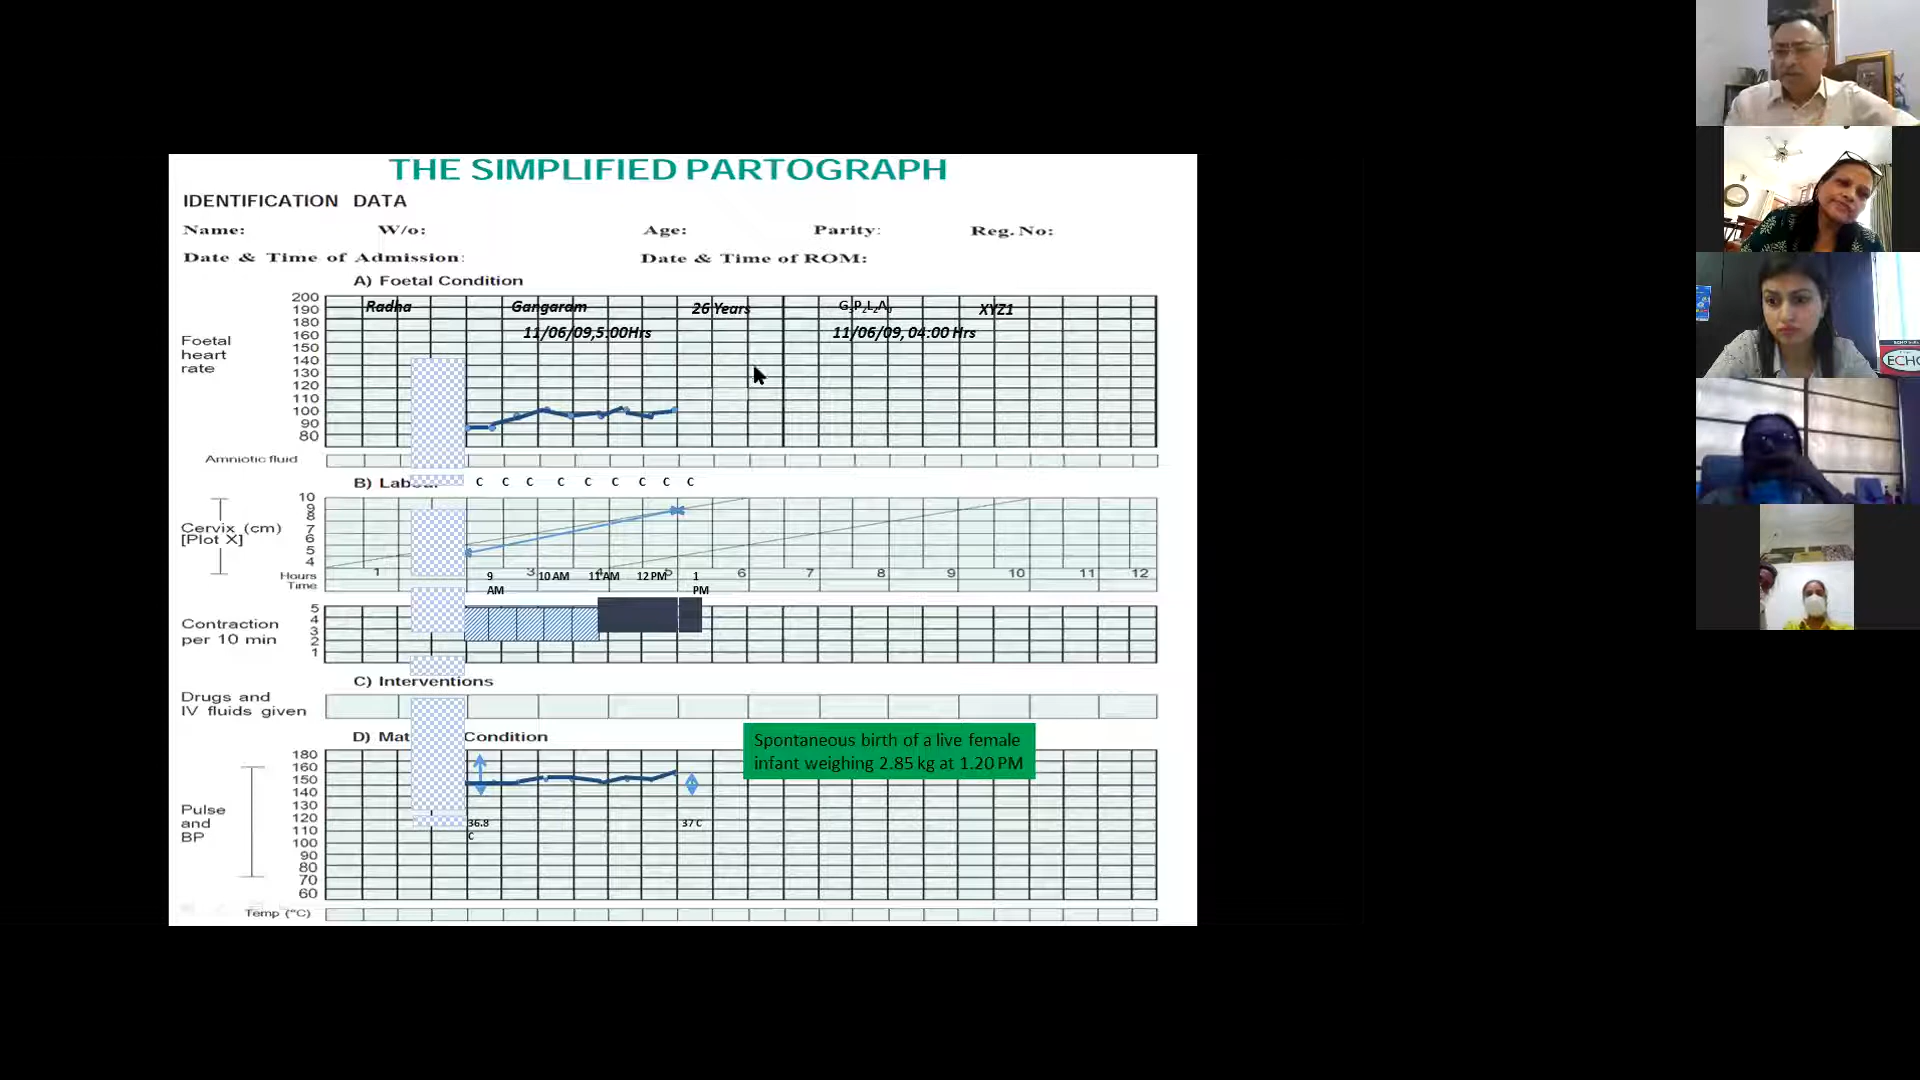 THE SIMPLIFIED PARTOGRAPH
IDENTIFICATION DATA
Name: W/o: Age: Parity: Reg. No:
Date & Time of Admission: Date & Time of ROM:
A) Foetal Condition
Radha Gangaram 26 Years G3P2L2A0 XYZ1
11/06/09,5:00Hrs 11/06/09, 04:00 Hrs
Foetal
heart
rate
200
190
180
160
150
140
130
120
110
100
90
80
Amniotic fluid
B) Labour
C C C C C C C C C
Cervix (cm)
[Plot X]
10
9
8
7
6
5
4
Hours
Time
1 3 5 6 7 8 9 10 11 12
9 AM 10 AM 11 AM 12 PM 1 PM
Contraction
per 10 min
5
4
3
2
1
C) Interventions
Drugs and
IV fluids given
D) Mat Condition
Spontaneous birth of a live female
infant weighing 2.85 kg at 1.20 PM
Pulse
and
BP
180
160
150
140
130
120
110
100
90
80
70
60
36.8 C 37 C
Temp (°C)
ECHO